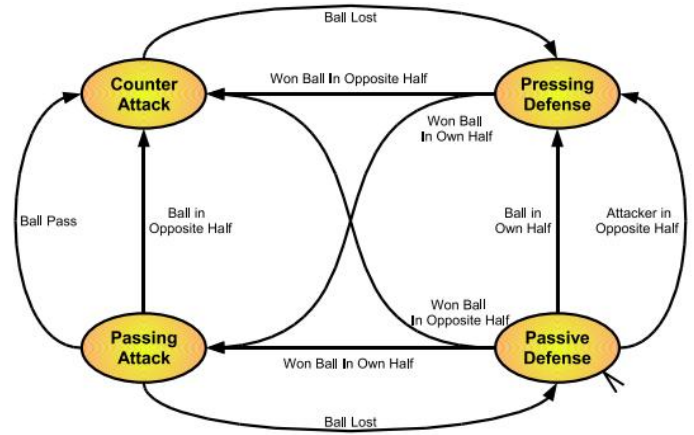 Ball Lost
Counter
Attack
Won Ball In Opposite Half
Pressing
Defense
Won Ball
In Own Half
Ball Pass
Ball in
Opposite Half
Ball in
Own Half
Attacker in
Opposite Half
Won Ball
In Opposite Half
Passing
Attack
Won Ball In Own Half
Passive
Defense
Ball Lost